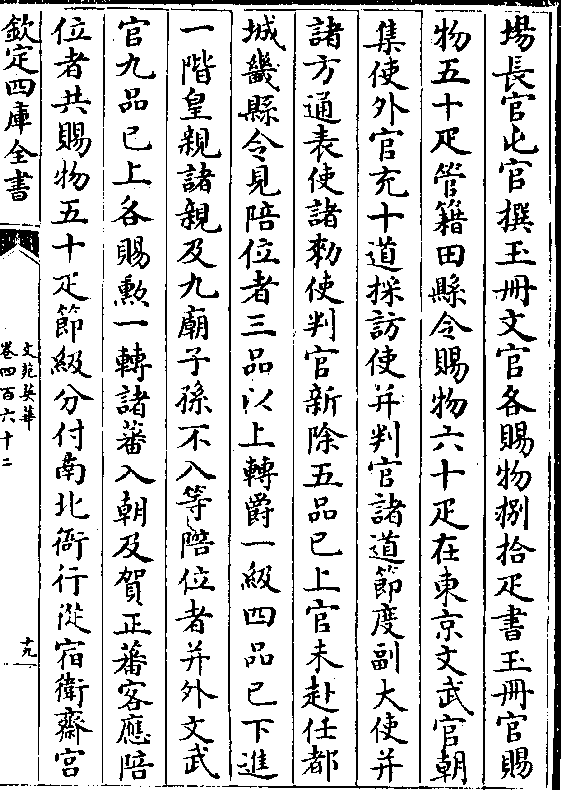 場長官屯官撰玉冊文官各賜物捌拾疋書玉冊官賜
物五十疋管籍田縣令賜物六十疋在東京文武官朝
集使外官充十道採訪使并判官諸道節度副大使并
諸方通表使諸勅使判官新除五品已上官未赴任都
城畿縣令見陪位者三品以上轉爵一級四品已下進
一階皇親諸親及九廟子孫不入等陪位者并外文武
官九品已上各賜勲一轉諸蕃入朝及賀正蕃客應陪
位者共賜物五十疋節級分付南北衙行從宿衛齋宮
欽定四庫全書
文苑英華
卷四百六十二
十九